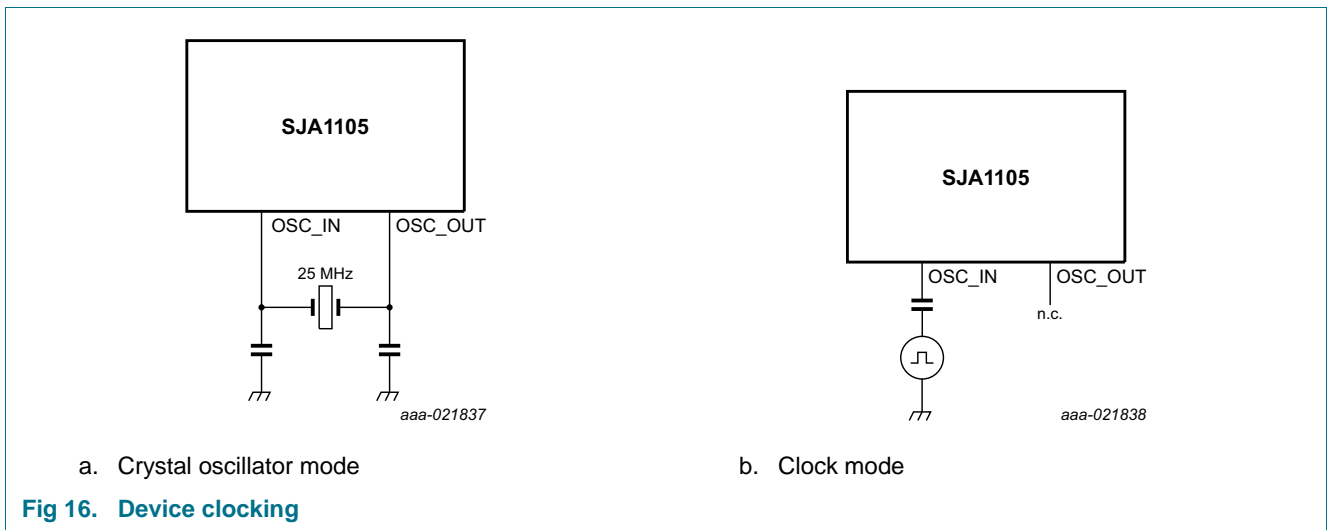 SJA1105
OSC_IN
OSC_OUT
25 MHz
aaa-021837
a. Crystal oscillator mode
SJA1105
OSC_IN
OSC_OUT
n.c.
aaa-021838
b. Clock mode
Fig 16. Device clocking